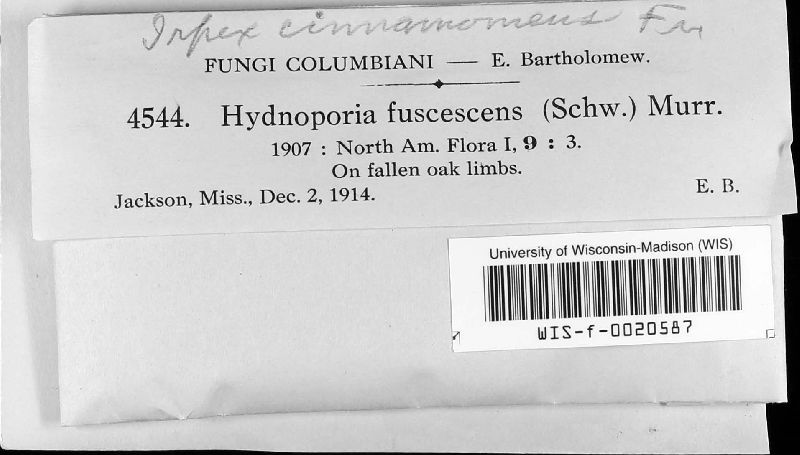 Irpex cinnamomeus Fr.
FUNGI COLUMBIANI — E. Bartholomew.
4544. Hydnoporia fuscescens (Schw.) Murr.
1907 : North Am. Flora I, 9 : 3.
On fallen oak limbs.
Jackson, Miss., Dec. 2, 1914. E. B.
University of Wisconsin-Madison (WIS)
WIS-f-0020587